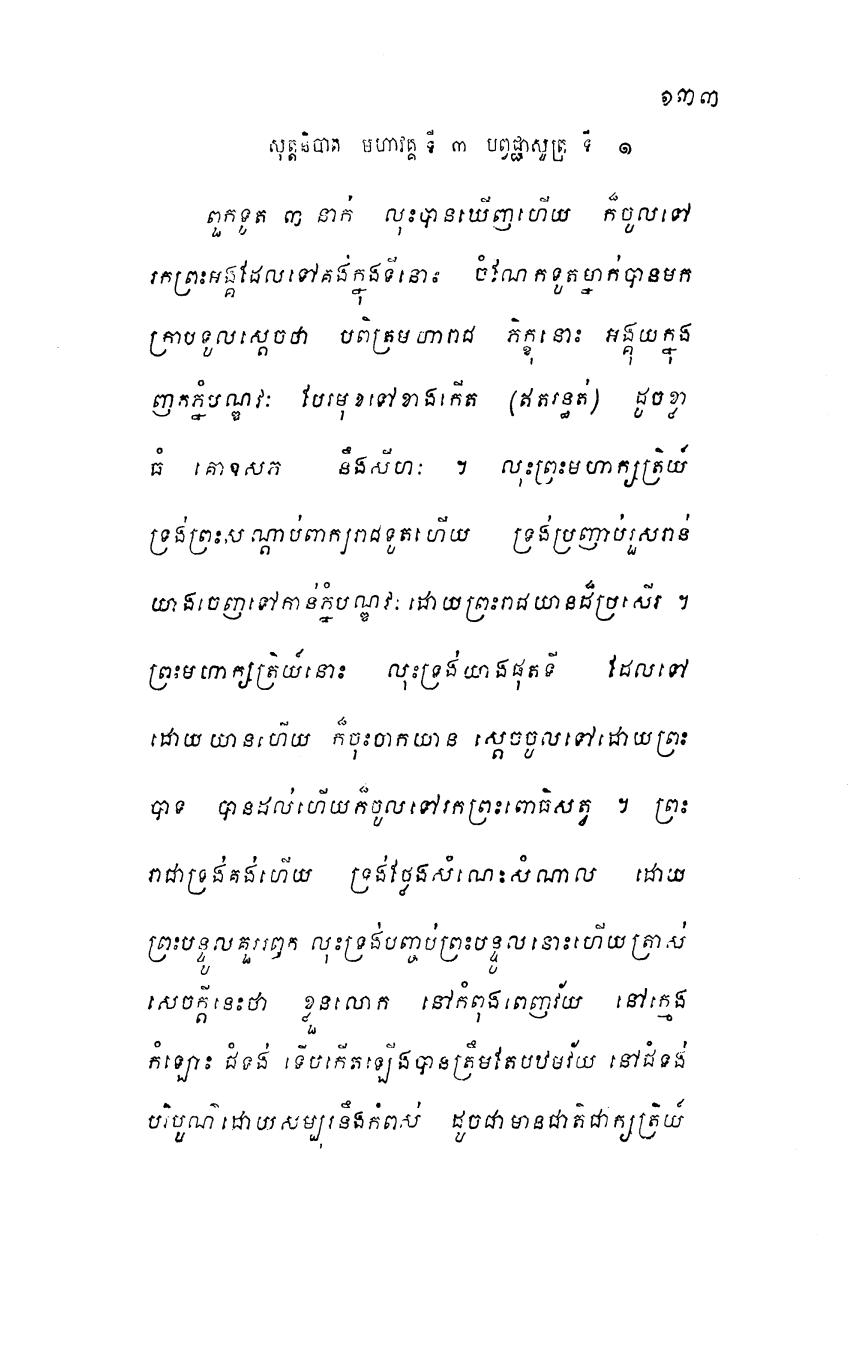 ១៣៣
សុត្តនិបាត មហាវគ្គ ទី ៣ បព្វជ្ជាសូត្រ ទី ១
ពួកទូត ៣ នាក់ លុះបានឃើញហើយ ក៏ចូលទៅ
រកព្រះអង្គដែលទៅគង់ក្នុងទីនោះ ចំណែកទូតម្នាក់បានមក
ក្រាបទូលស្តេចថា បពិត្រមហារាជ ភិក្ខុនោះ អង្គុយក្នុង
ញកភ្នំបណ្ឌវៈ បែរមុខទៅខាងកើត (ឥតរន្ធត់) ដូចខ្លា
ធំ គោឧសភ នឹងសីហៈ ។ លុះព្រះមហាក្សត្រិយ៍
ទ្រង់ព្រះសណ្តាប់ពាក្យរាជទូតហើយ ទ្រង់ប្រញាប់រួសរាន់
យាងចេញទៅកាន់ភ្នំបណ្ឌវៈ ដោយព្រះរាជយានដ៏ប្រសើរ ។
ព្រះមហាក្សត្រិយ៍នោះ លុះទ្រង់យាងផុតទី ដែលទៅ
ដោយយានហើយ ក៏ចុះចាកយាន ស្តេចចូលទៅដោយព្រះ
បាទ បានដល់ហើយក៏ចូលទៅរកព្រះពោធិសត្វ ។ ព្រះ
រាជាទ្រង់គង់ហើយ ទ្រង់ថ្លែងសំណេះសំណាល ដោយ
ព្រះបន្ទូលគួររឭក លុះទ្រង់បញ្ចប់ព្រះបន្ទូលនោះហើយត្រាស់
សេចក្តីនេះថា ខ្លួនលោក នៅកំពុងពេញវ័យ នៅក្មេង
កំឡោះ ជំទង់ ទើបកើតឡើងបានត្រឹមតែបឋមវ័យ នៅជំទង់
បរិបូណ៌ដោយសម្បុរនឹងកំពស់ ដូចជាមានជាតិជាក្សត្រិយ៍